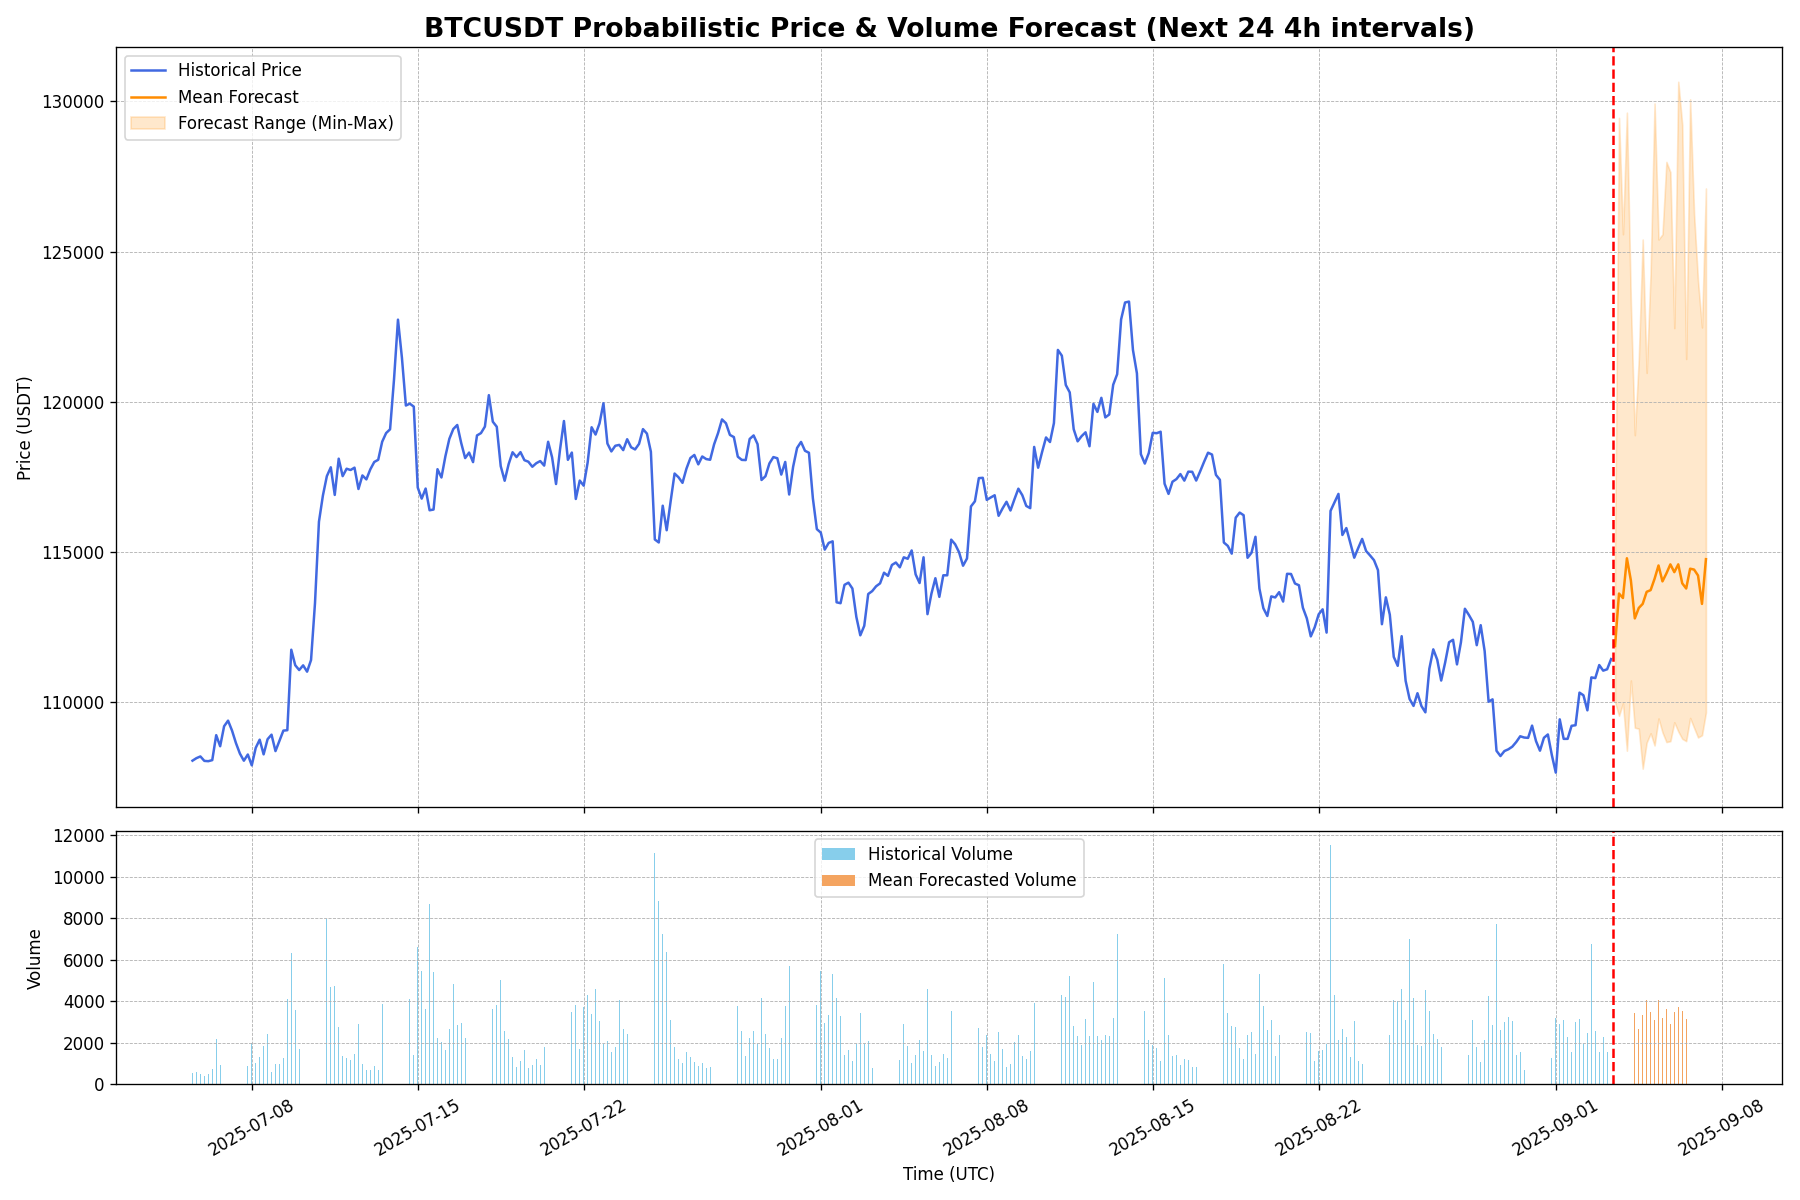 BTCUSDT Probabilistic Price & Volume Forecast (Next 24 4h intervals)
Historical Price
Mean Forecast
Forecast Range (Min-Max)
130000
125000
120000
115000
110000
Price (USDT)
Historical Volume
Mean Forecasted Volume
12000
10000
8000
6000
4000
2000
0
Volume
2025-07-08
2025-07-15
2025-07-22
2025-08-01
2025-08-08
2025-08-15
2025-08-22
2025-09-01
2025-09-08
Time (UTC)